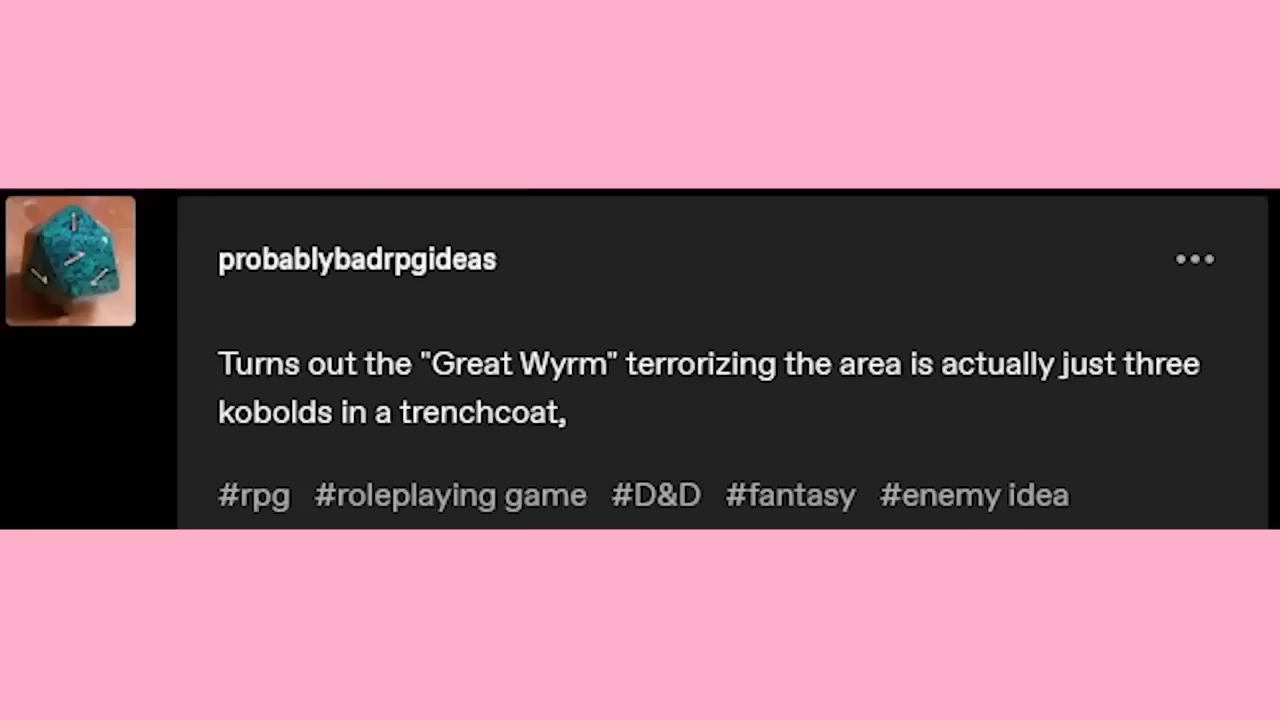 probablybadrpgideas
Turns out the "Great Wyrm" terrorizing the area is actually just three
kobolds in a trenchcoat,
#rpg #roleplaying game #D&D #fantasy #enemy idea